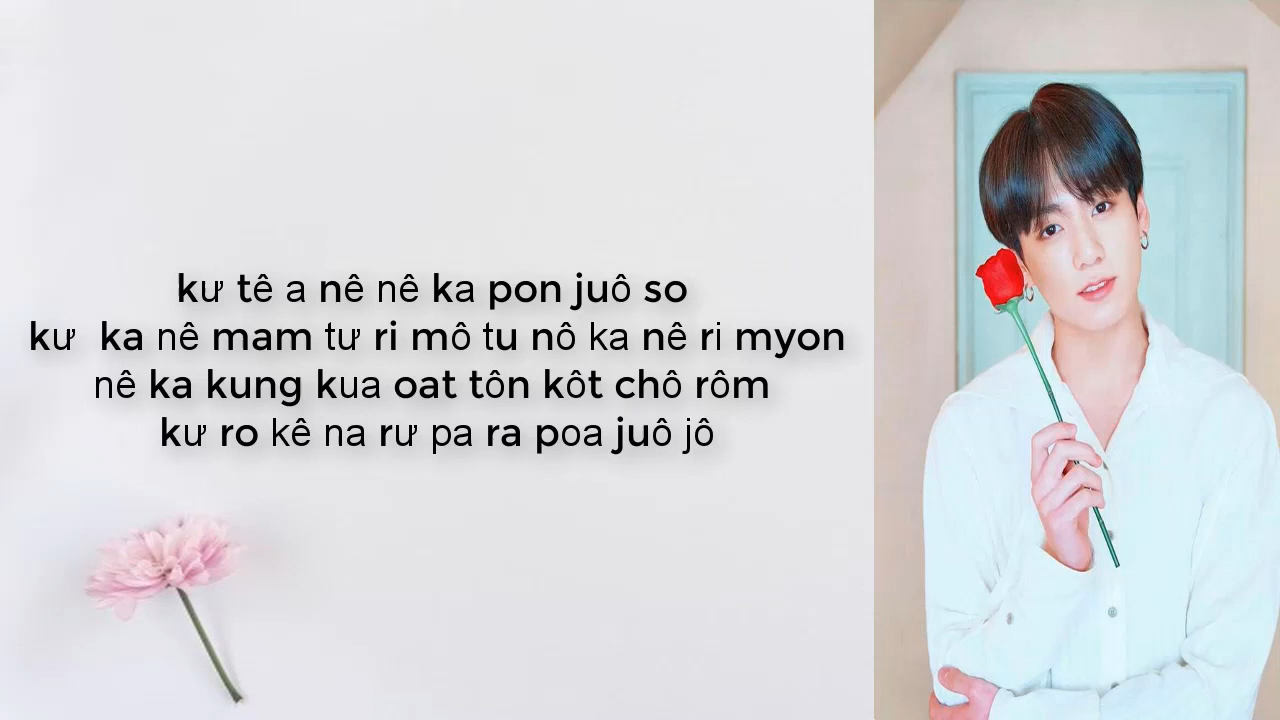 kư tê a nê nê ka pon juô so
kư ka nê mam tư ri mô tu nô ka nê ri myon
nê ka kung kua oat tôn kôt chô rôm
kư ro kê na rư pa ra poa juô jô